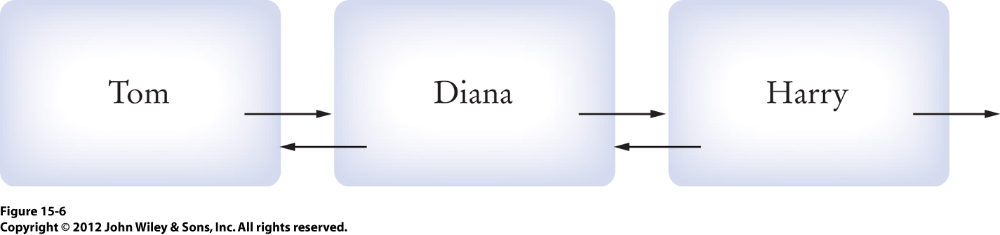 Tom
Diana
Harry
Figure 15-6
Copyright © 2012 John Wiley & Sons, Inc. All rights reserved.